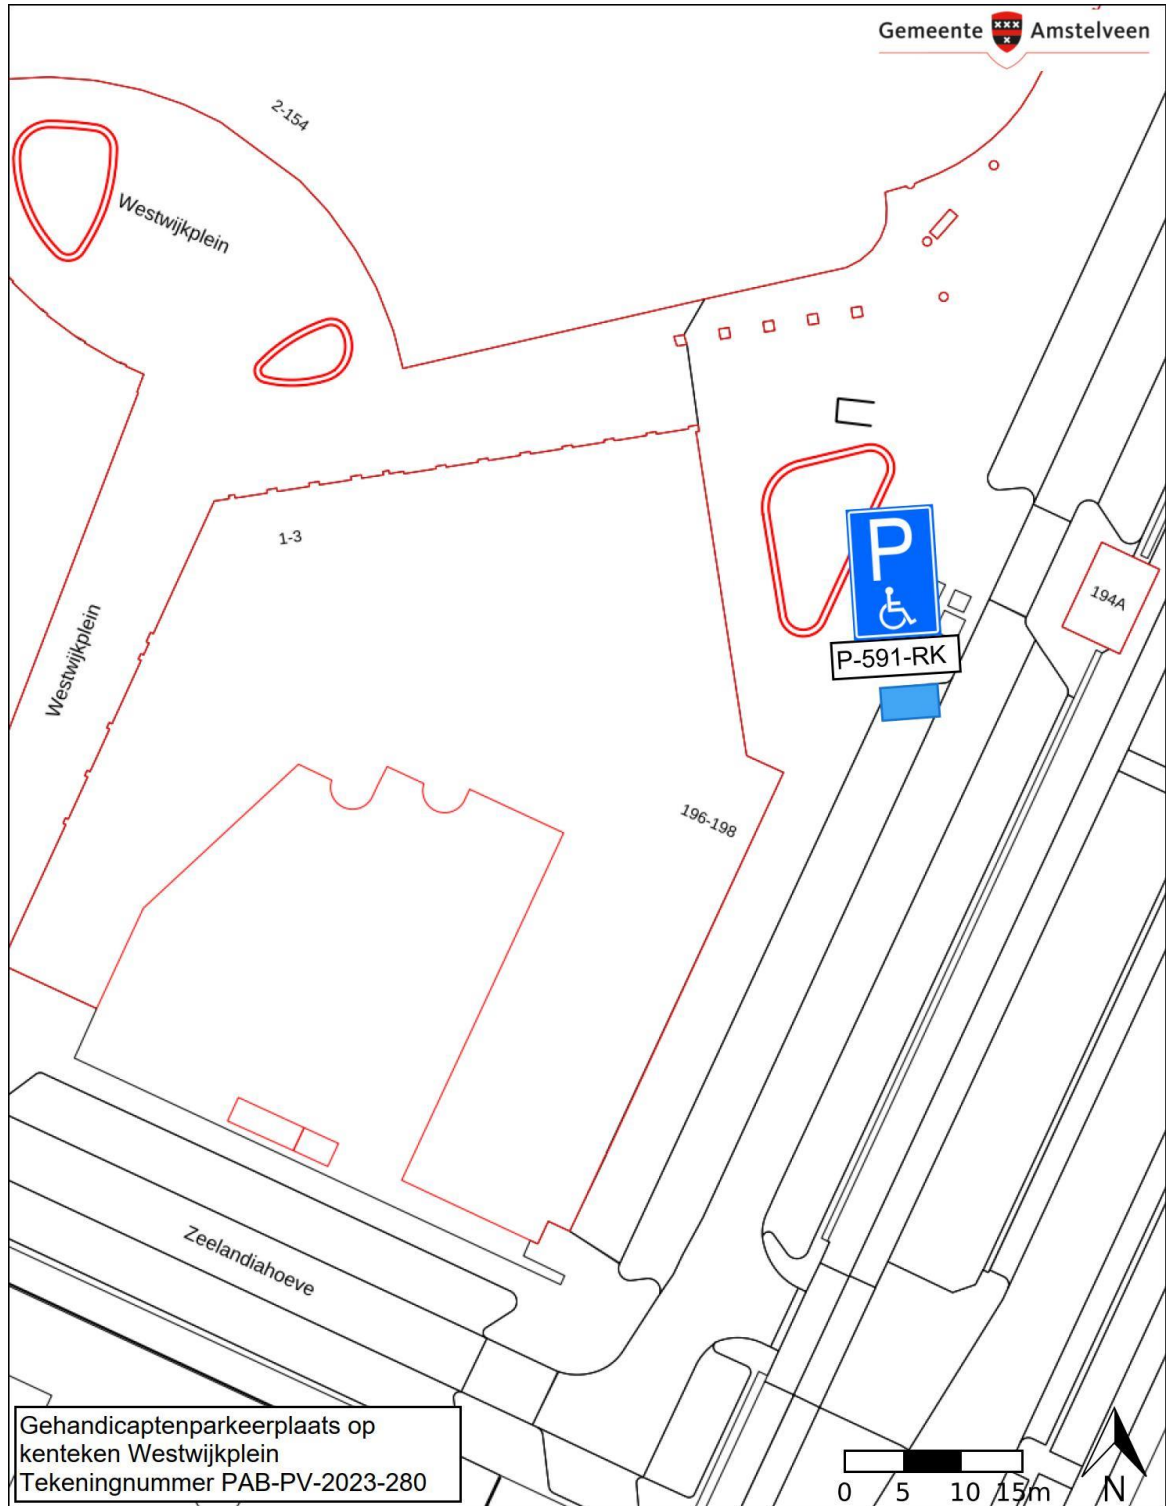 Gemeente Amstelveen
2-154
Westwijkplein
1-3
194A
P
P-591-RK
Westwijkplein
196-198
Zeelandiahoeve
Gehandicaptenparkeerplaats op
kenteken Westwijkplein
Tekeningnummer PAB-PV-2023-280
0 5 10 15m
N